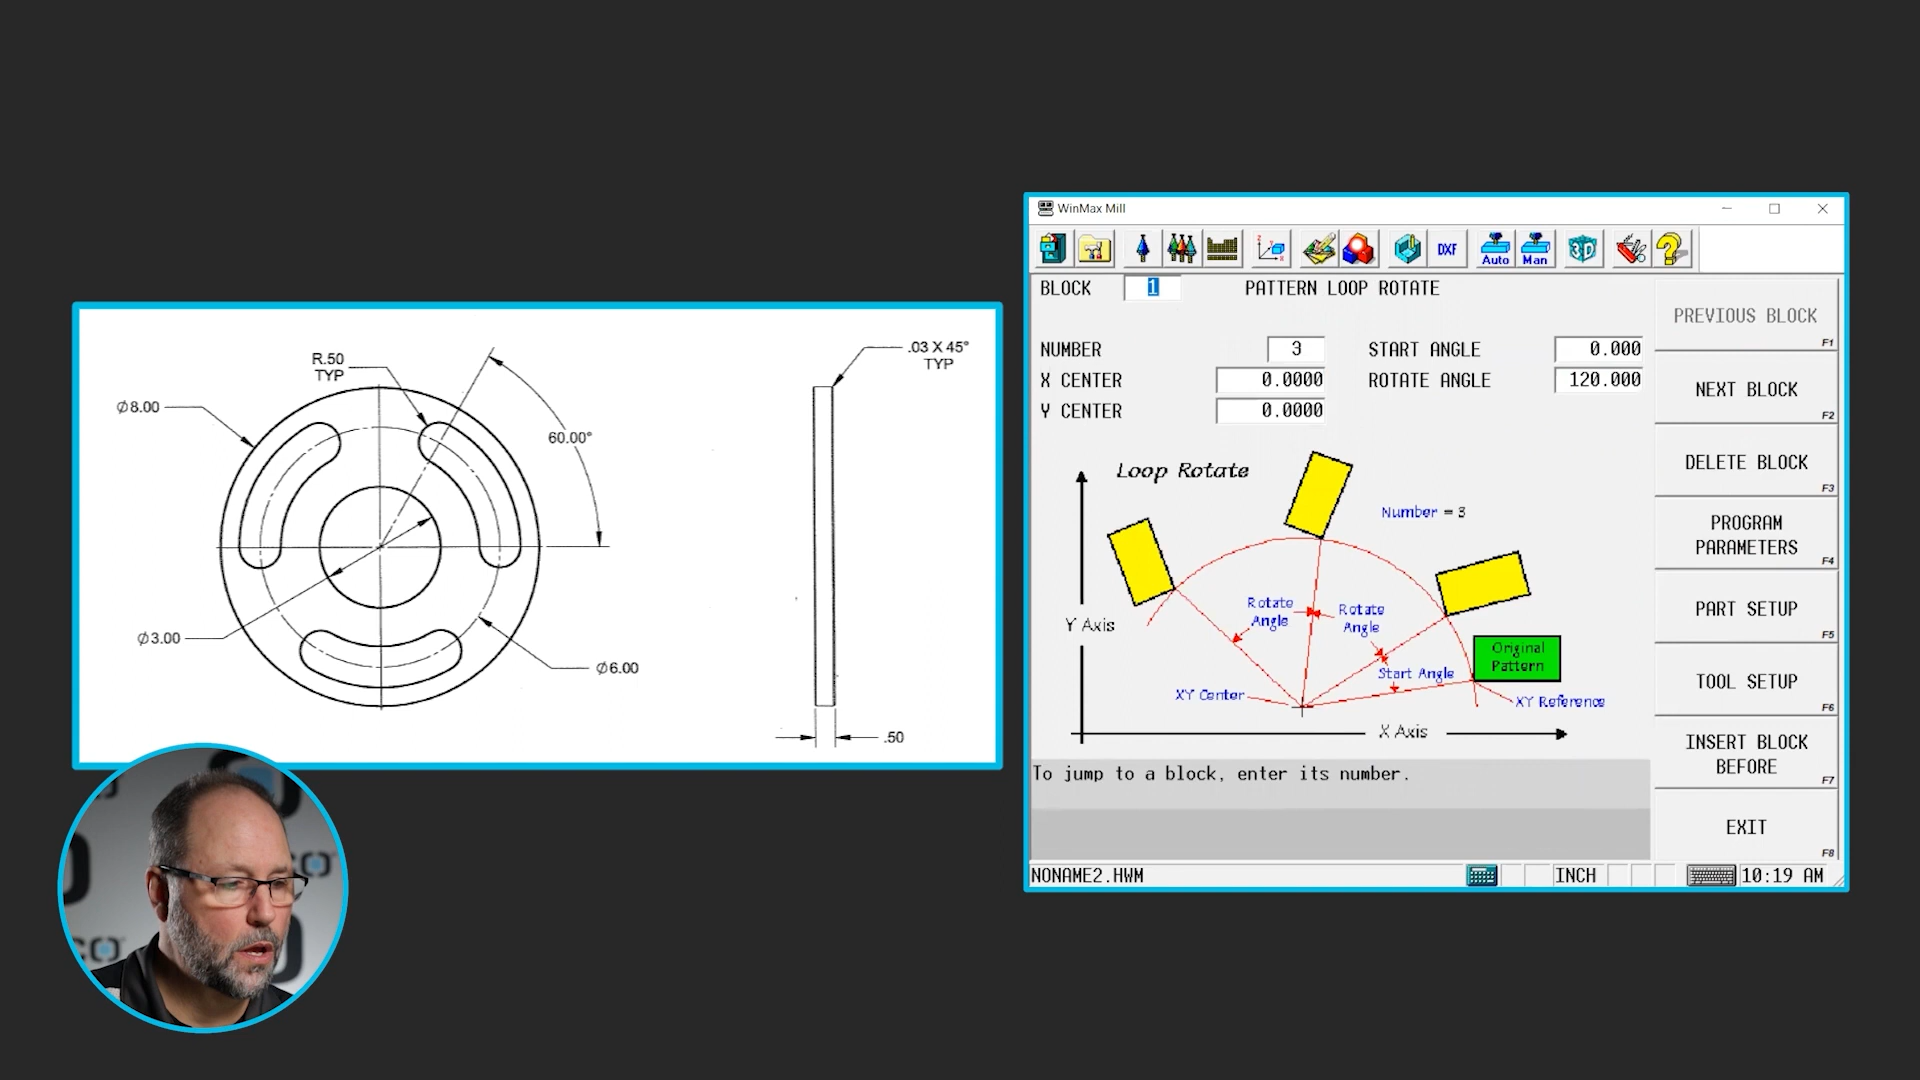 R.50
TYP
.03 X 45°
TYP
Ø8.00
60.00°
Ø3.00
Ø6.00
.50
WinMax Mill
DXF
Auto
Man
3D
BLOCK 1 PATTERN LOOP ROTATE
NUMBER 3 START ANGLE 0.000
X CENTER 0.0000 ROTATE ANGLE 120.000
Y CENTER 0.0000
Loop Rotate
Number = 3
Rotate
Angle
Rotate
Angle
Y Axis
Original
Pattern
Start Angle
XY Center
XY Reference
X Axis
To jump to a block, enter its number.
PREVIOUS BLOCK
F1
NEXT BLOCK
F2
DELETE BLOCK
F3
PROGRAM
PARAMETERS
F4
PART SETUP
F5
TOOL SETUP
F6
INSERT BLOCK
BEFORE
F7
EXIT
F8
NONAME2.HWM INCH 10:19 AM